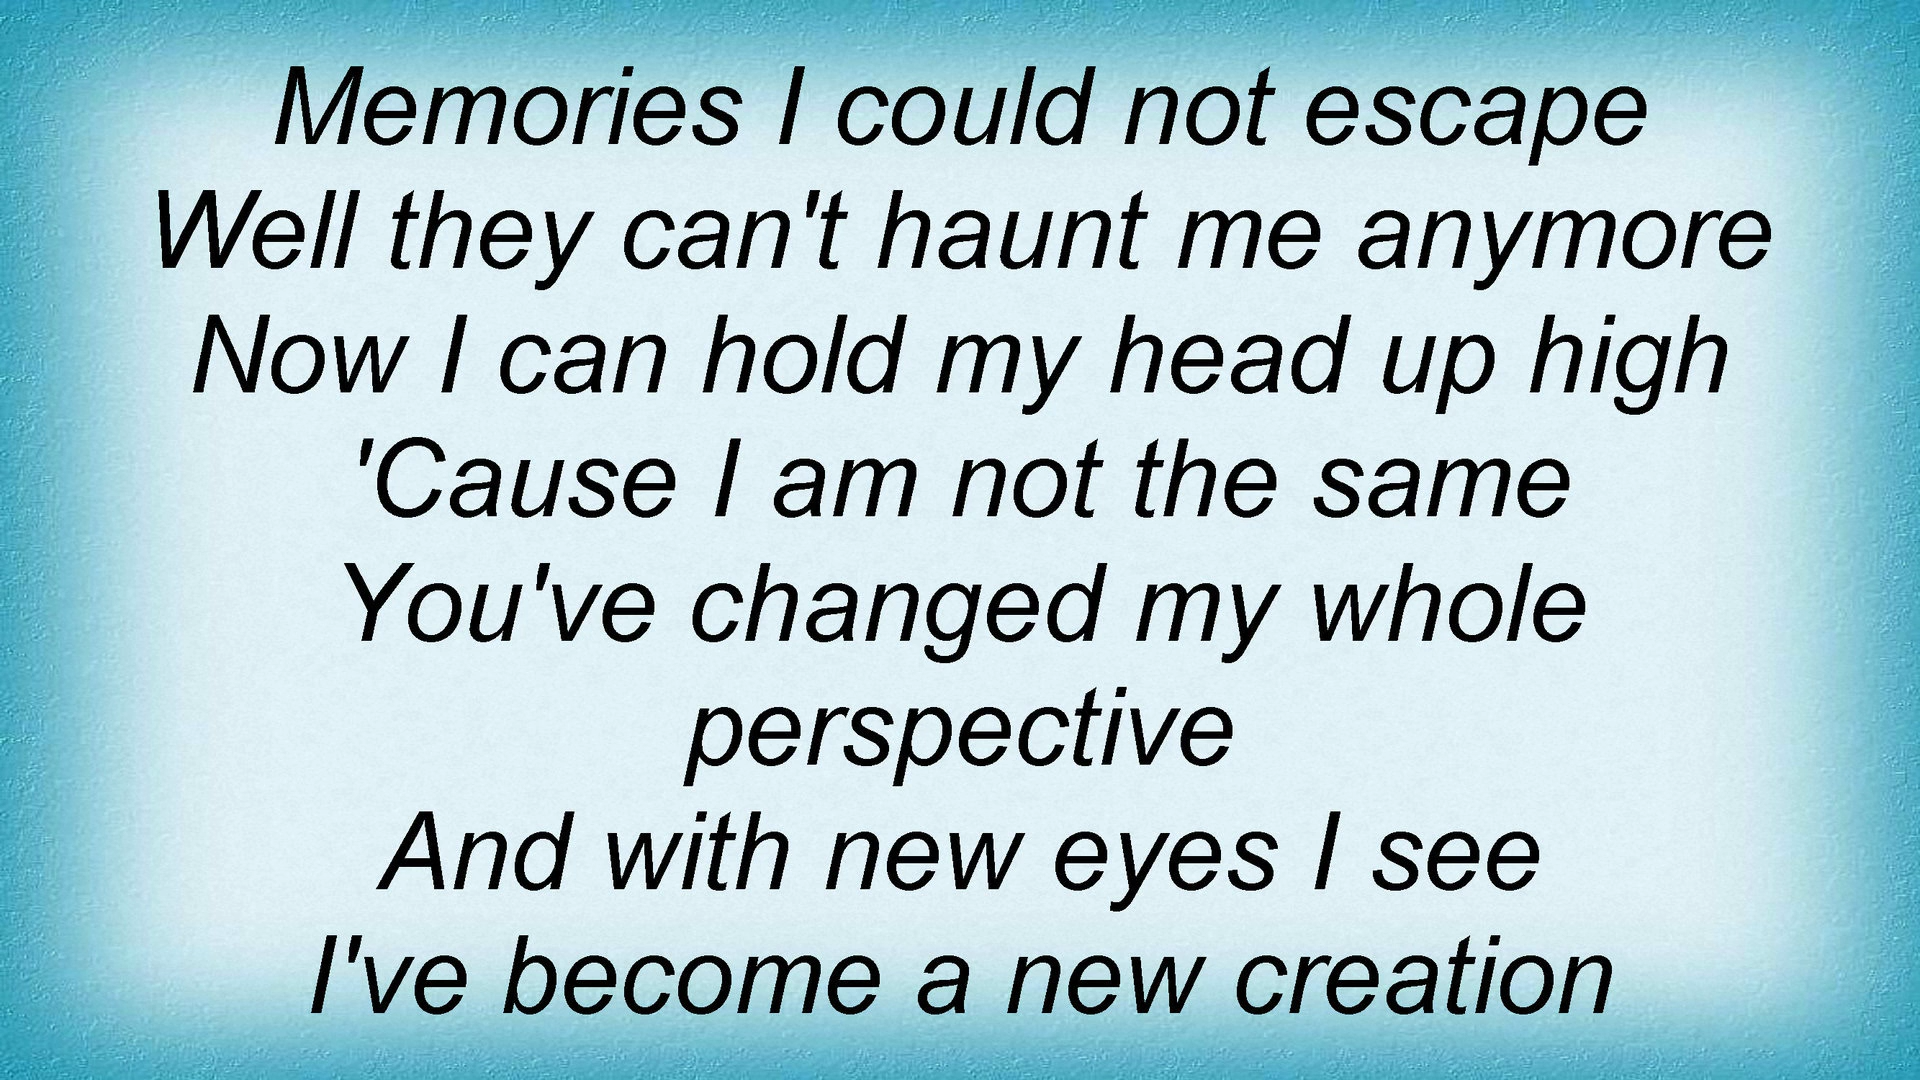 Memories I could not escape
Well they can't haunt me anymore
Now I can hold my head up high
'Cause I am not the same
You've changed my whole
perspective
And with new eyes I see
I've become a new creation